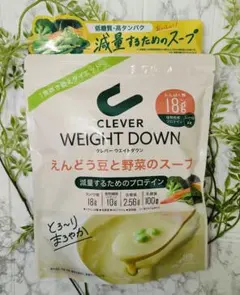 低糖質・高タンパク
減量するためのスープ
18g
CLEVER
WEIGHT DOWN
クレバー ウエイトダウン
えんどう豆と野菜のスープ
減量するためのプロテイン
18g 10g 2.56g 100g
とろ〜り
まろやか